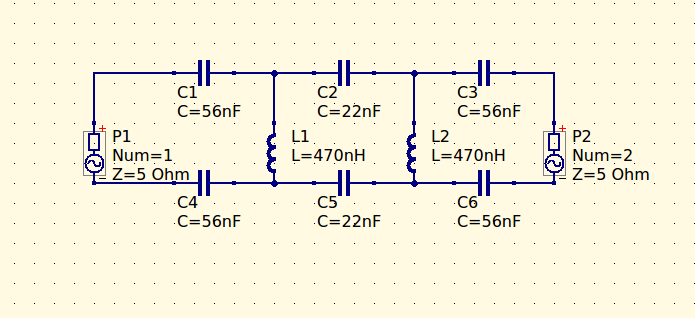 C1
C=56nF
C2
C=22nF
C3
C=56nF
P1
Num=1
Z=5 Ohm
L1
L=470nH
L2
L=470nH
P2
Num=2
Z=5 Ohm
C4
C=56nF
C5
C=22nF
C6
C=56nF